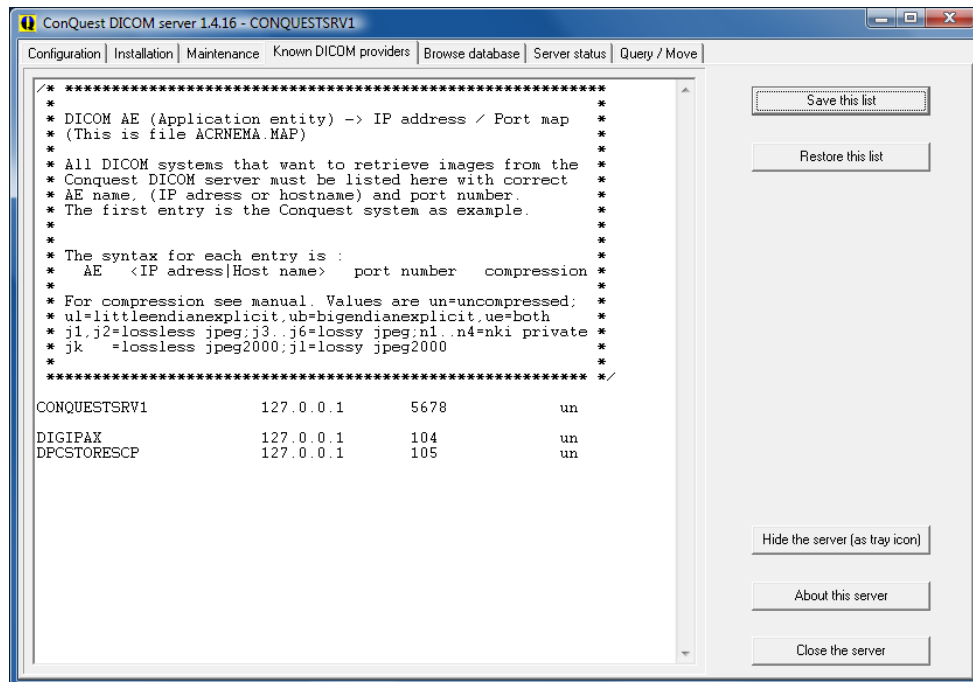 ConQuest DICOM server 1.4.16 - CONQUESTSRV1
Configuration Installation Maintenance Known DICOM providers Browse database Server status Query / Move
/* ************************************************************
* *
* DICOM AE (Application entity) -> IP address / Port map *
* (This is file ACRNEMA.MAP) *
* *
* All DICOM systems that want to retrieve images from the *
* Conquest DICOM server must be listed here with correct *
* AE name, (IP adress or hostname) and port number. *
* The first entry is the Conquest system as example. *
* *
* *
* The syntax for each entry is : *
* AE <IP adress|Host name> port number compression *
* *
* For compression see manual. Values are un=uncompressed; *
* ul=littleendianexplicit,ub=bigendianexplicit,ue=both *
* j1,j2=lossless jpeg;j3..j6=lossy jpeg;n1..n4=nki private *
* jk =lossless jpeg2000;jl=lossy jpeg2000 *
* *
************************************************************ */
CONQUESTSRV1 127.0.0.1 5678 un
DIGIPAX 127.0.0.1 104 un
DPCSTORESCP 127.0.0.1 105 un
Save this list
Restore this list
Hide the server (as tray icon)
About this server
Close the server